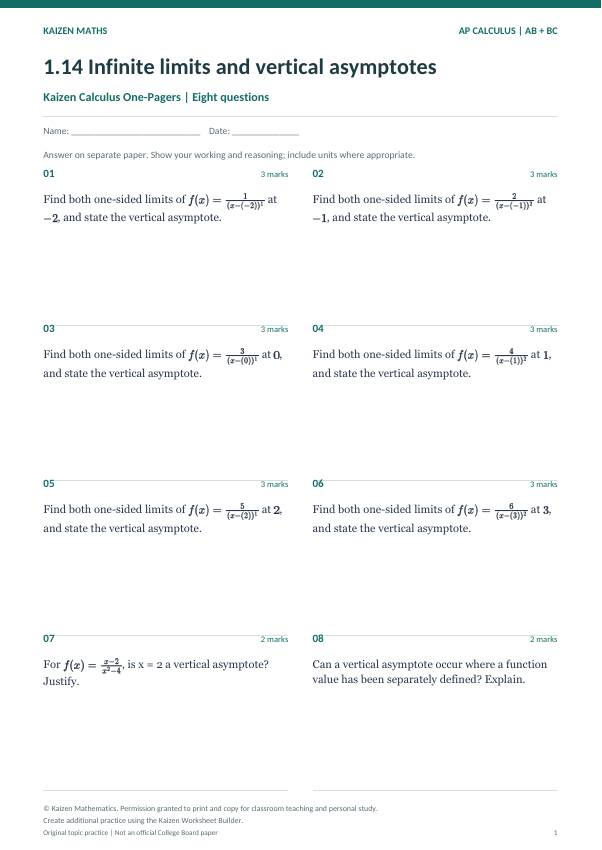 KAIZEN MATHS
AP CALCULUS | AB + BC
1.14 Infinite limits and vertical asymptotes
Kaizen Calculus One-Pagers | Eight questions
Name: ____________________________ Date: ______________
Answer on separate paper. Show your working and reasoning; include units where appropriate.
01 3 marks
Find both one-sided limits of f(x) = 1/(x−(−2))¹ at
−2, and state the vertical asymptote.
02 3 marks
Find both one-sided limits of f(x) = 2/(x−(−1))² at
−1, and state the vertical asymptote.
03 3 marks
Find both one-sided limits of f(x) = 3/(x−(0))¹ at 0,
and state the vertical asymptote.
04 3 marks
Find both one-sided limits of f(x) = 4/(x−(1))² at 1,
and state the vertical asymptote.
05 3 marks
Find both one-sided limits of f(x) = 5/(x−(2))¹ at 2,
and state the vertical asymptote.
06 3 marks
Find both one-sided limits of f(x) = 6/(x−(3))² at 3,
and state the vertical asymptote.
07 2 marks
For f(x) = x−2/x²−4, is x = 2 a vertical asymptote?
Justify.
08 2 marks
Can a vertical asymptote occur where a function
value has been separately defined? Explain.
© Kaizen Mathematics. Permission granted to print and copy for classroom teaching and personal study.
Create additional practice using the Kaizen Worksheet Builder.
Original topic practice | Not an official College Board paper
1